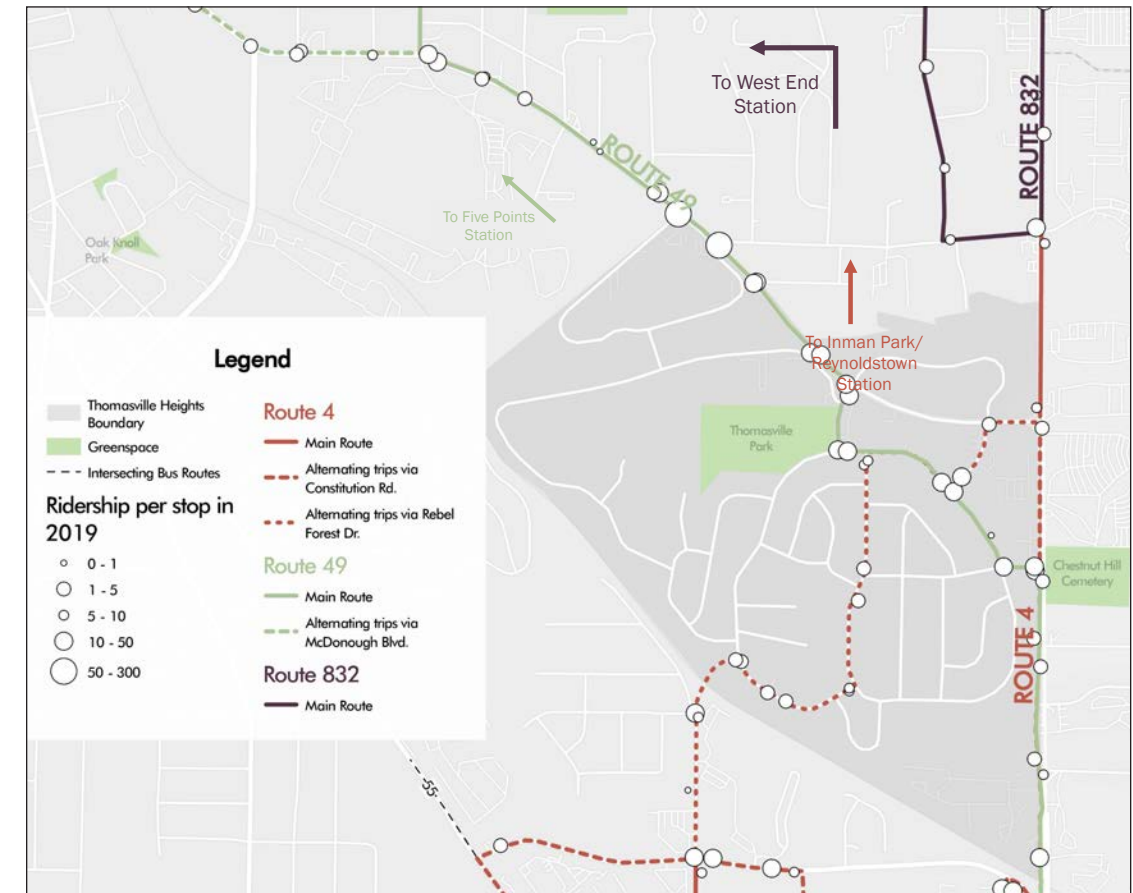 To West End
Station
ROUTE 832
ROUTE 49
To Five Points
Station
Oak Knoll
Park
To Inman Park/
Reynoldstown
Station
Legend
Thomasville Heights
Boundary
Greenspace
Intersecting Bus Routes
Ridership per stop in
2019
0 - 1
1 - 5
5 - 10
10 - 50
50 - 300
Route 4
Main Route
Alternating trips via
Constitution Rd.
Alternating trips via Rebel
Forest Dr.
Route 49
Main Route
Alternating trips via
McDonough Blvd.
Route 832
Main Route
Thomasville
Park
Chestnut Hill
Cemetery
ROUTE 4
55